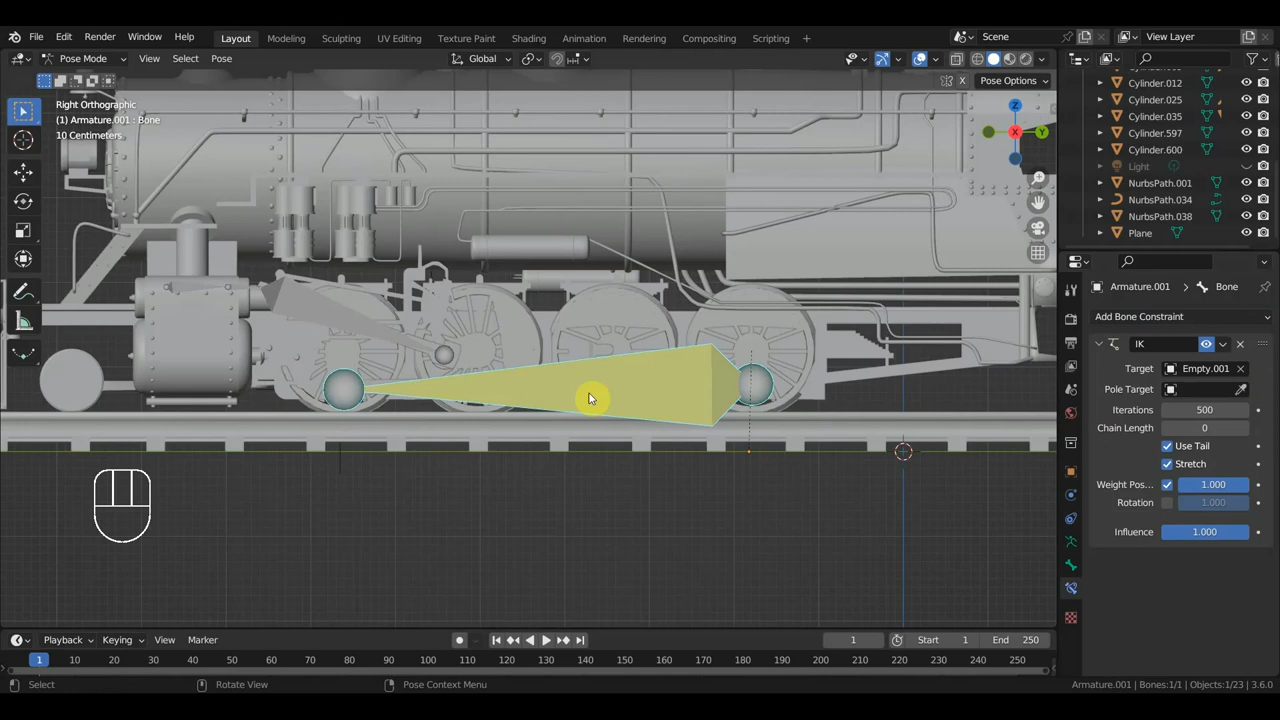 File Edit Render Window Help Layout Modeling Sculpting UV Editing Texture Paint Shading Animation Rendering Compositing Scripting + Scene View Layer
Pose Mode View Select Pose Global
Pose Options
Right Orthographic
(1) Armature.001 : Bone
10 Centimeters
X
Z
Y
X
Cylinder.012
Cylinder.025
Cylinder.035
Cylinder.597
Cylinder.600
Light
NurbsPath.001
NurbsPath.034
NurbsPath.038
Plane
Armature.001 > Bone
Add Bone Constraint
IK
Target Empty.001
Pole Target
Iterations 500
Chain Length 0
Use Tail
Stretch
Weight Pos... 1.000
Rotation 1.000
Influence 1.000
Playback Keying View Marker 1 Start 1 End 250
1 10 20 30 40 50 60 70 80 90 100 110 120 130 140 150 160 170 180 190 200 210 220 230 240 250
Select Rotate View Pose Context Menu Armature.001 | Bones:1/1 | Objects:1/23 | 3.6.0